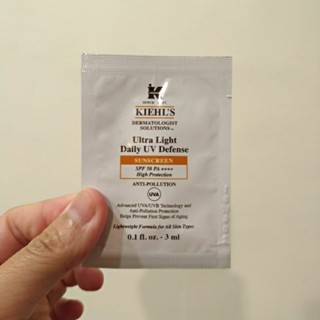 K
SINCE 1851
KIEHL'S
DERMATOLOGIST
SOLUTIONS™
Ultra Light
Daily UV Defense
SUNSCREEN
SPF 50 PA ++++
High Protection
ANTI-POLLUTION
UVA
Advanced UVA/UVB Technology and
Anti-Pollution Protection
Helps Prevent First Signs of Aging
Lightweight Formula for All Skin Types
0.1 fl. oz. - 3 ml